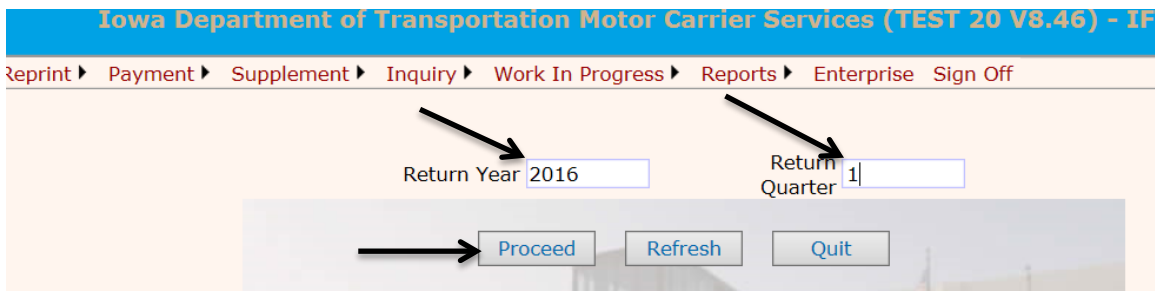 Iowa Department of Transportation Motor Carrier Services (TEST 20 V8.46) - IF
Reprint Payment Supplement Inquiry Work In Progress Reports Enterprise Sign Off
Return Year 2016 Return Quarter 1
Proceed Refresh Quit